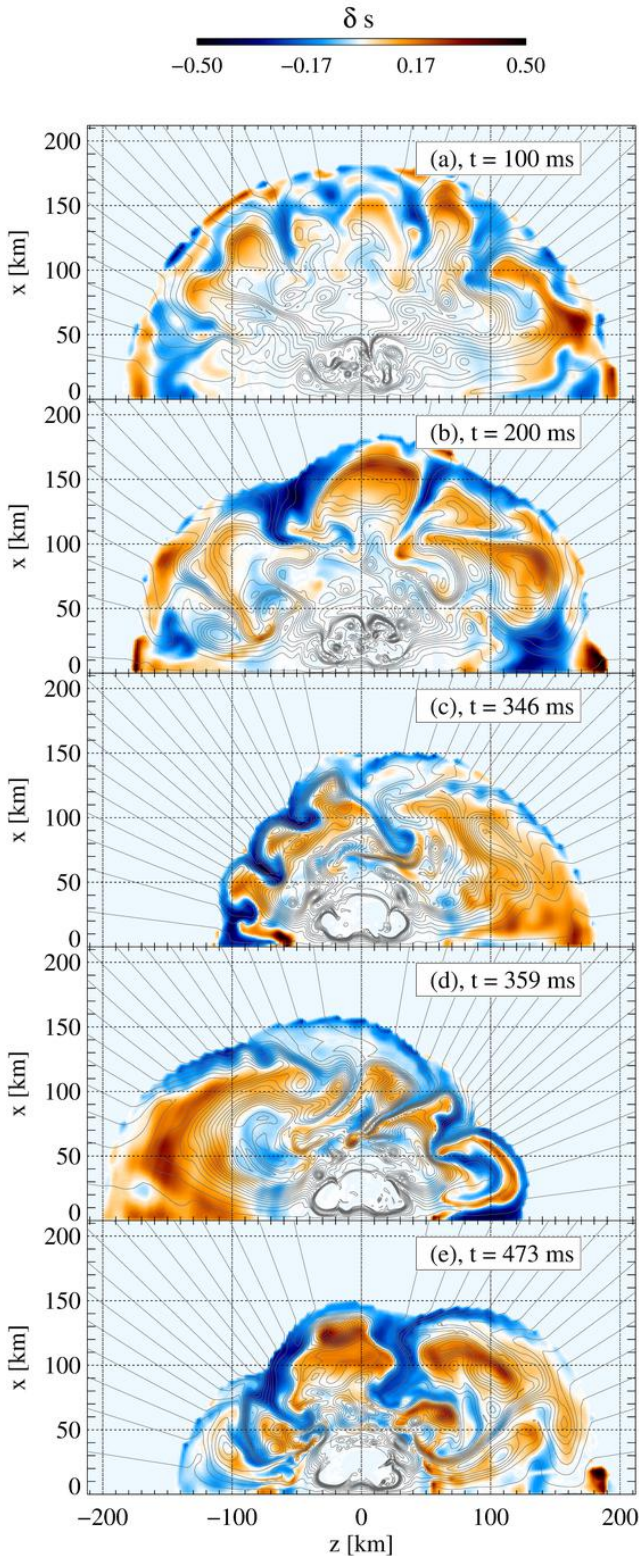 δ s
−0.50 −0.17 0.17 0.50
(a), t = 100 ms
200
150
x [km]
100
50
0
(b), t = 200 ms
200
150
x [km]
100
50
0
(c), t = 346 ms
200
150
x [km]
100
50
0
(d), t = 359 ms
200
150
x [km]
100
50
0
(e), t = 473 ms
200
150
x [km]
100
50
0
−200 −100 0 100 200
z [km]